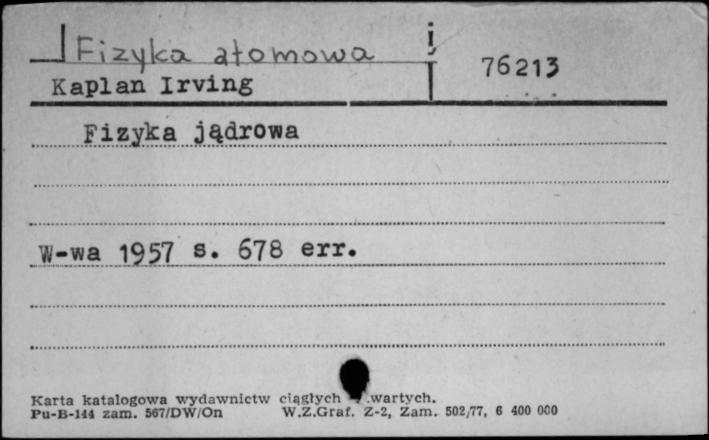 Fizyka atomowa
i
76213
Kaplan Irving
Fizyka jądrowa
W-wa 1957 s. 678 err.
Karta katalogowa wydawnictw ciągłych wartych.
Pu-B-144 zam. 567/DW/On W.Z.Graf. Z-2, Zam. 502/77, 6 400 000